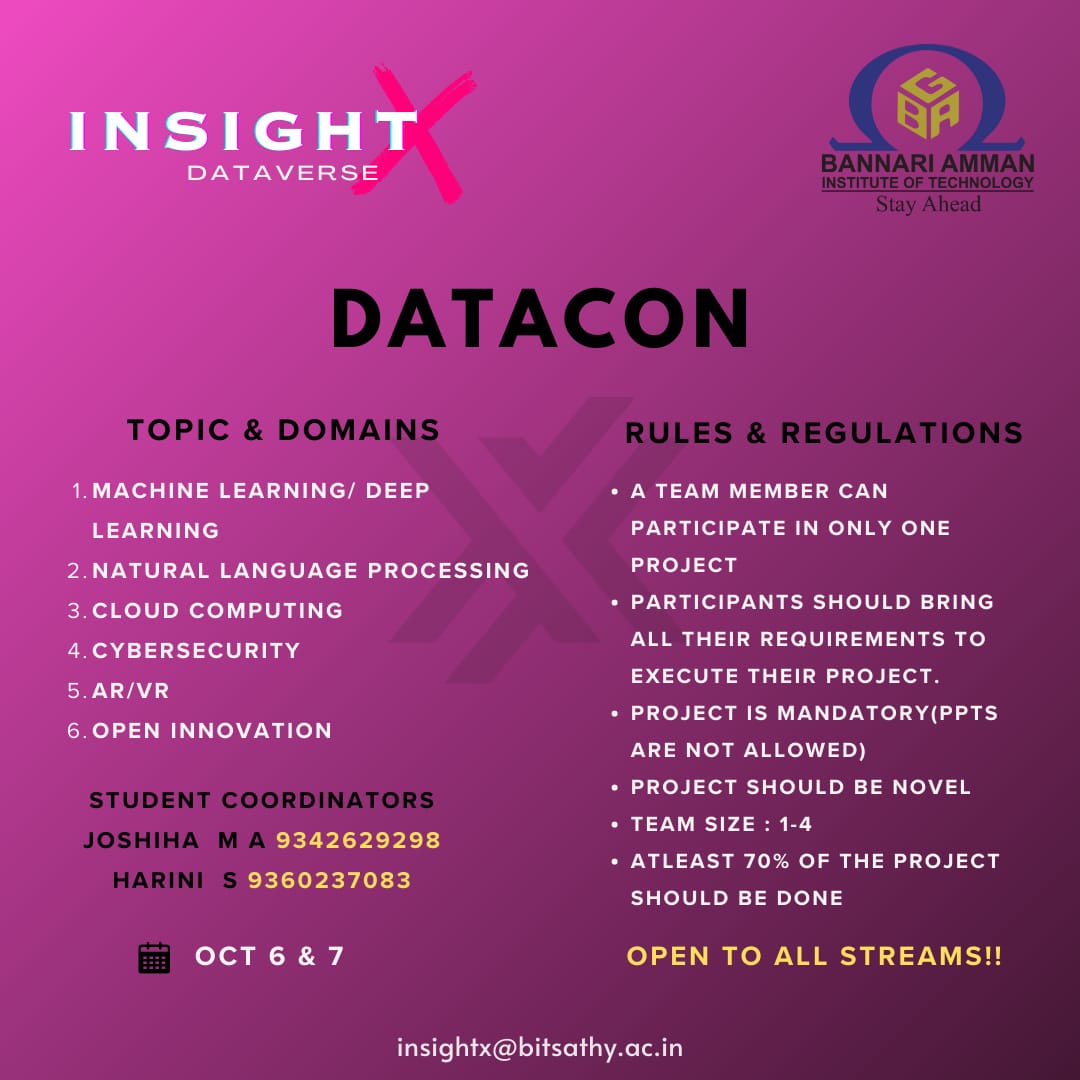 INSIGHTX
DATAVERSE
GBA
BANNARI AMMAN
INSTITUTE OF TECHNOLOGY
Stay Ahead
DATACON
TOPIC & DOMAINS
1. MACHINE LEARNING/ DEEP
LEARNING
2. NATURAL LANGUAGE PROCESSING
3. CLOUD COMPUTING
4. CYBERSECURITY
5. AR/VR
6. OPEN INNOVATION
STUDENT COORDINATORS
JOSHIHA M A 9342629298
HARINI S 9360237083
OCT 6 & 7
RULES & REGULATIONS
• A TEAM MEMBER CAN
PARTICIPATE IN ONLY ONE
PROJECT
• PARTICIPANTS SHOULD BRING
ALL THEIR REQUIREMENTS TO
EXECUTE THEIR PROJECT.
• PROJECT IS MANDATORY(PPTS
ARE NOT ALLOWED)
• PROJECT SHOULD BE NOVEL
• TEAM SIZE : 1-4
• ATLEAST 70% OF THE PROJECT
SHOULD BE DONE
OPEN TO ALL STREAMS!!
insightx@bitsathy.ac.in